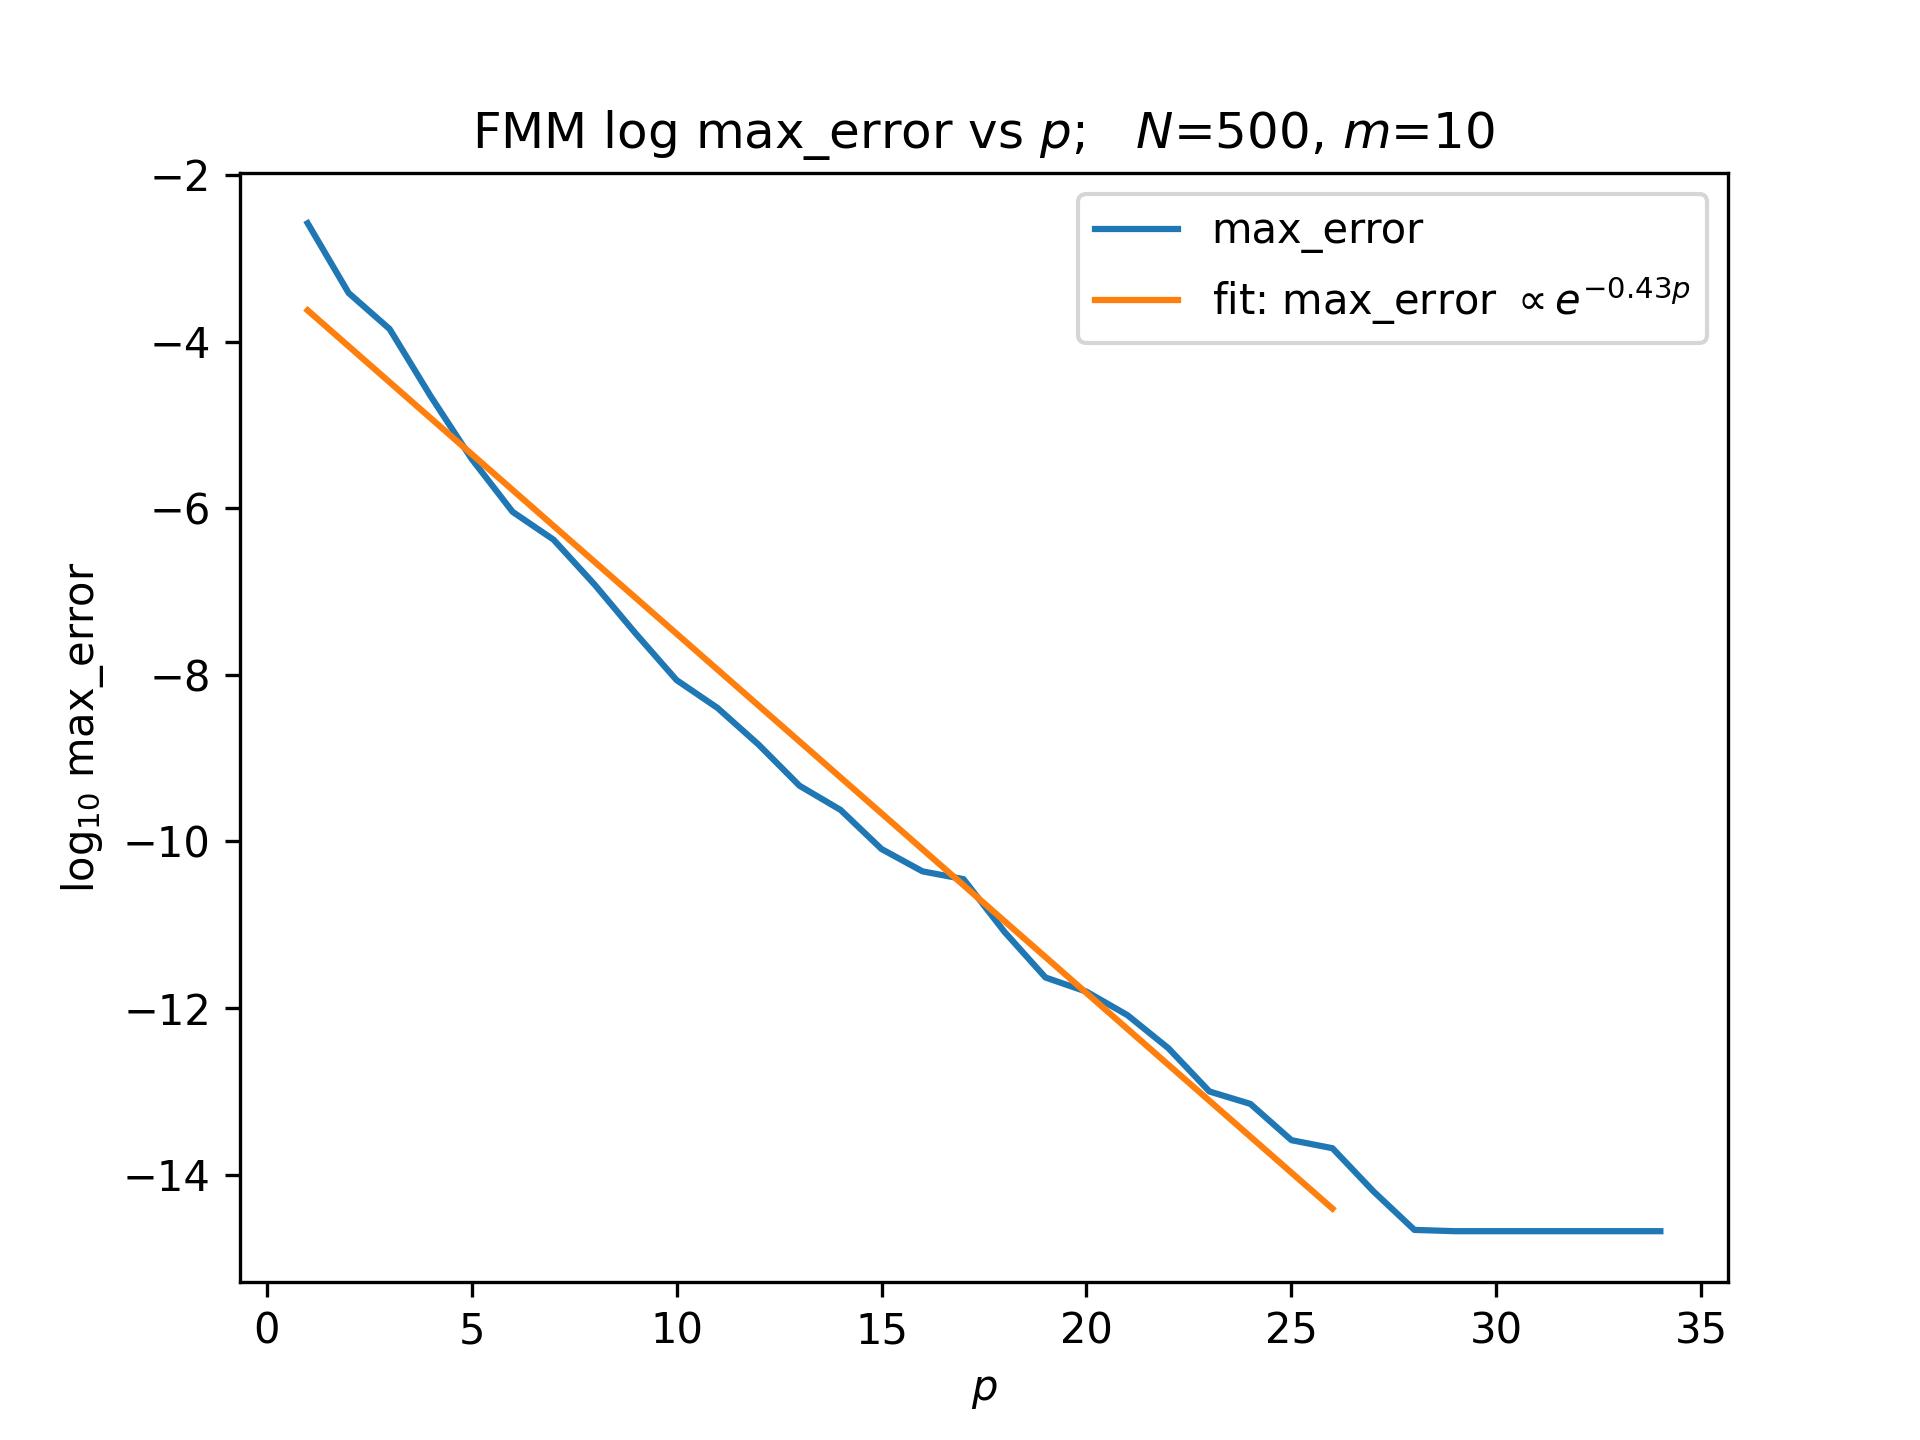 FMM log max_error vs p; N=500, m=10
max_error
fit: max_error ∝ e^{−0.43p}
log₁₀ max_error
−2
−4
−6
−8
−10
−12
−14
0 5 10 15 20 25 30 35
p